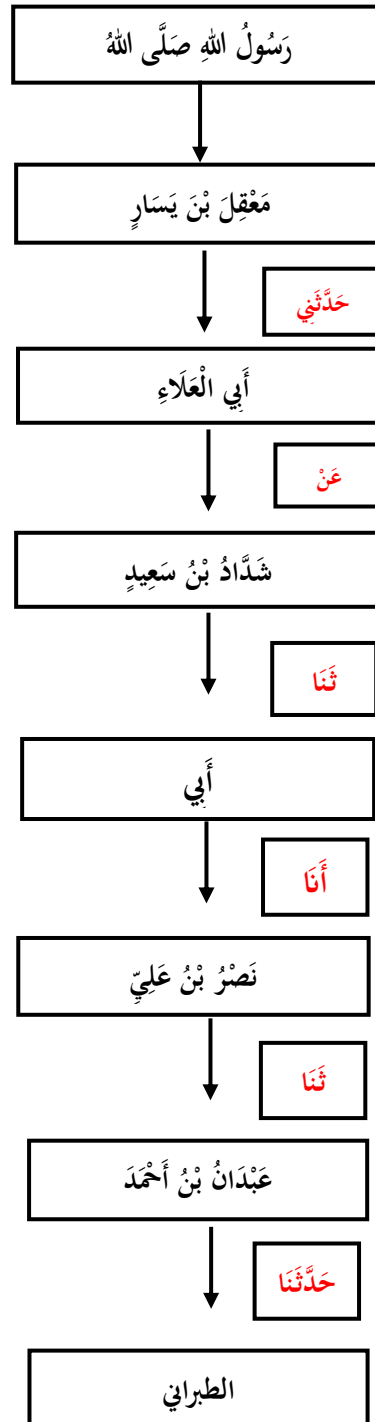 رَسُولُ اللهِ صَلَّى اللهُ
مَعْقِلَ بْنَ يَسَارٍ
حَدَّثَنِي
أَبِي الْعَلَاءِ
عَنْ
شَدَّادُ بْنُ سَعِيدٍ
ثَنَا
أَبِي
أَنَا
نَصْرُ بْنُ عَلِيٍّ
ثَنَا
عَبْدَانُ بْنُ أَحْمَدَ
حَدَّثَنَا
الطبراني